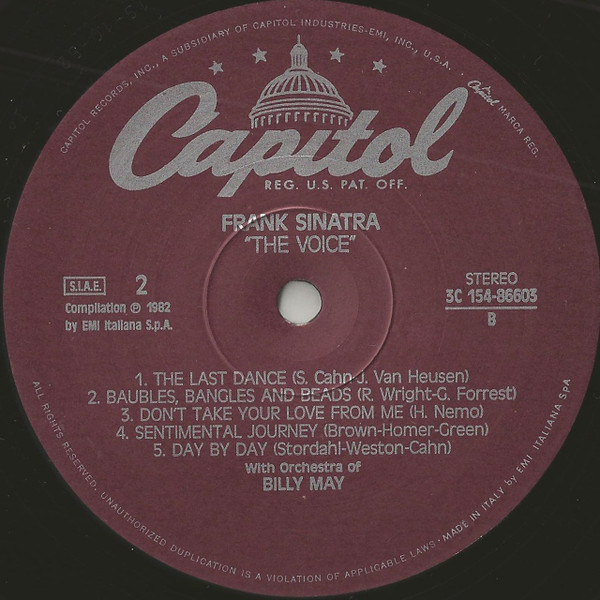 CAPITOL RECORDS, INC., A SUBSIDIARY OF CAPITOL INDUSTRIES-EMI, INC., U.S.A.
Capitol MARCA REG.
Capitol
REG. U.S. PAT. OFF.
FRANK SINATRA
"THE VOICE"
S.I.A.E. 2
Compilation ℗ 1982
by EMI Italiana S.p.A.
STEREO
3C 154-86603
B
1. THE LAST DANCE (S. Cahn J. Van Heusen)
2. BAUBLES, BANGLES AND BEADS (R. Wright-G. Forrest)
3. DON'T TAKE YOUR LOVE FROM ME (H. Nemo)
4. SENTIMENTAL JOURNEY (Brown-Homer-Green)
5. DAY BY DAY (Stordahl-Weston-Cahn)
With Orchestra of
BILLY MAY
ALL RIGHTS RESERVED. UNAUTHORIZED DUPLICATION IS A VIOLATION OF APPLICABLE LAWS - MADE IN ITALY by EMI ITALIANA SPA